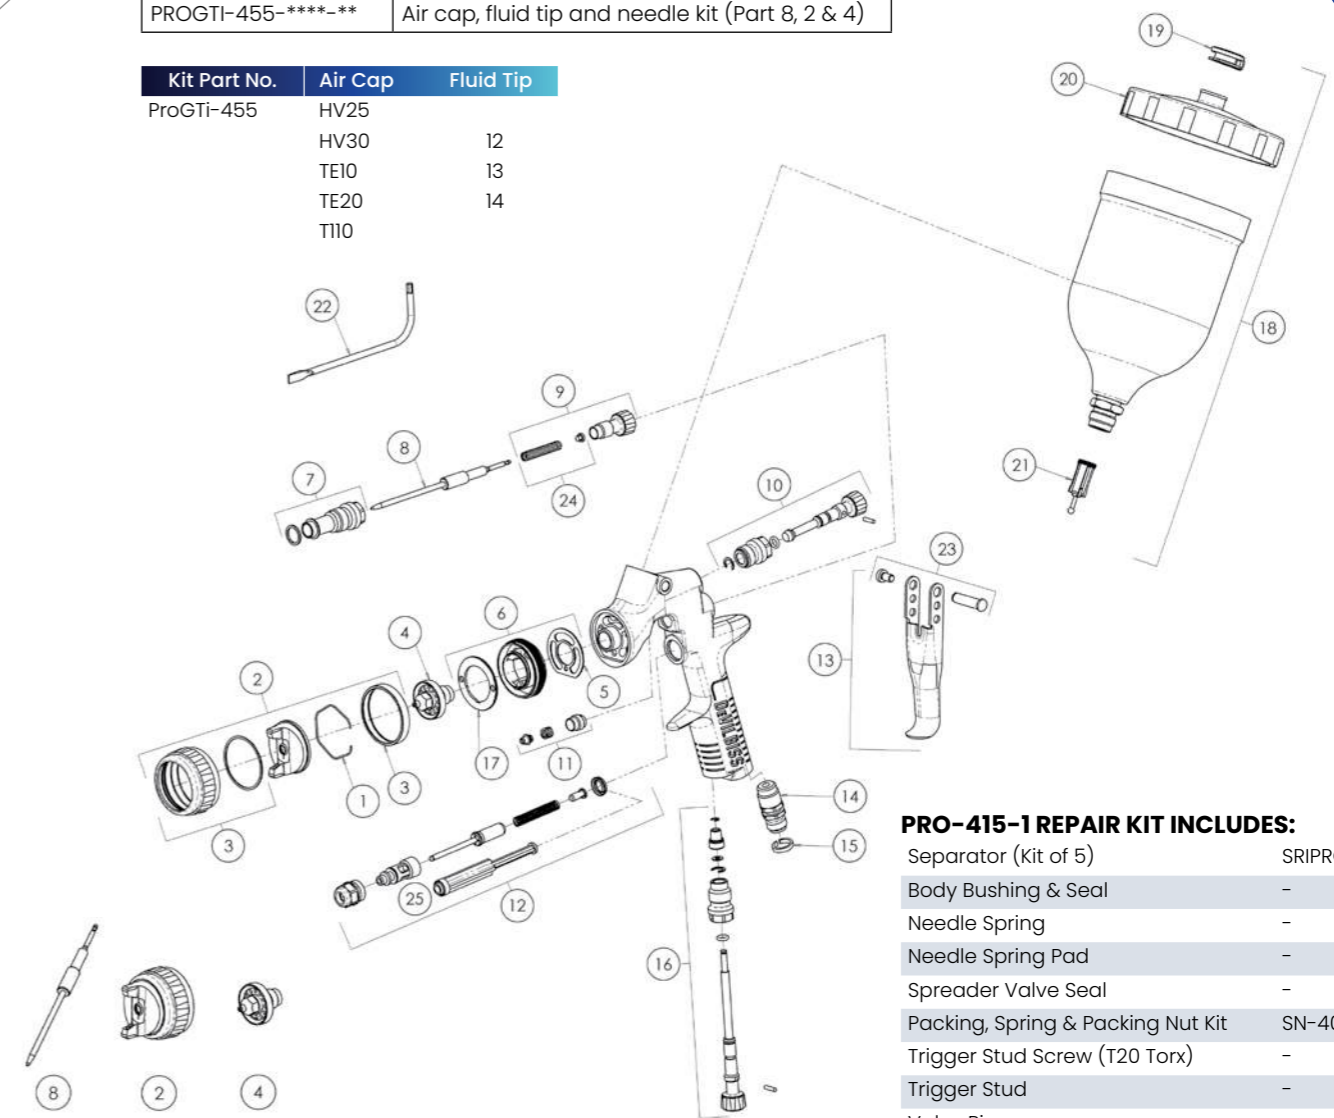 PROGTI-455-****-** Air cap, fluid tip and needle kit (Part 8, 2 & 4)
Kit Part No. Air Cap Fluid Tip
ProGTi-455 HV25
HV30 12
TE10 13
TE20 14
T110
19
20
22
18
9
8
21
7
24
10
23
6
4
13
5
2
17
11
1
3
14
3
15
25
12
16
DEVILBISS
8
2
4
PRO-415-1 REPAIR KIT INCLUDES:
Separator (Kit of 5) SRIPR
Body Bushing & Seal -
Needle Spring -
Needle Spring Pad -
Spreader Valve Seal -
Packing, Spring & Packing Nut Kit SN-40
Trigger Stud Screw (T20 Torx) -
Trigger Stud -